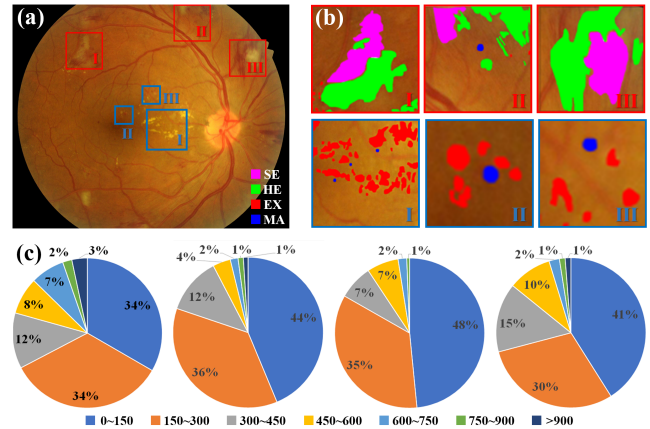 (a)
I
II
III
III
II
I
SE
HE
EX
MA
(b)
I
II
III
I
II
III
(c)
2% 3%
7%
8%
12%
34%
34%
2% 1% 1%
4%
12%
44%
36%
2% 1%
7%
7%
48%
35%
2% 1% 1%
10%
15%
41%
30%
0~150 150~300 300~450 450~600 600~750 750~900 >900